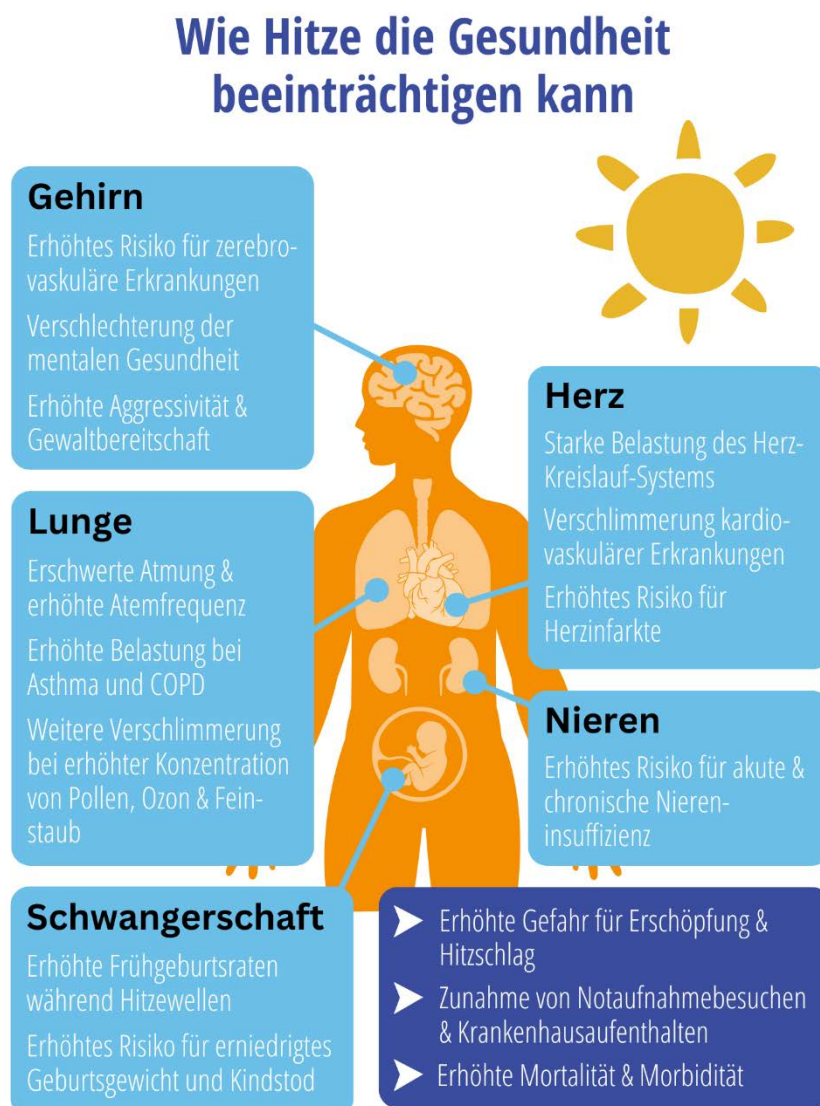 Wie Hitze die Gesundheit
beeinträchtigen kann
Gehirn
Erhöhtes Risiko für zerebro-
vaskuläre Erkrankungen
Verschlechterung der
mentalen Gesundheit
Erhöhte Aggressivität &
Gewaltbereitschaft
Herz
Starke Belastung des Herz-
Kreislauf-Systems
Verschlimmerung kardio-
vaskulärer Erkrankungen
Erhöhtes Risiko für
Herzinfarkte
Lunge
Erschwerte Atmung &
erhöhte Atemfrequenz
Erhöhte Belastung bei
Asthma und COPD
Weitere Verschlimmerung
bei erhöhter Konzentration
von Pollen, Ozon & Fein-
staub
Nieren
Erhöhtes Risiko für akute &
chronische Nieren-
insuffizienz
Schwangerschaft
Erhöhte Frühgeburtsraten
während Hitzewellen
Erhöhtes Risiko für erniedrigtes
Geburtsgewicht und Kindstod
Erhöhte Gefahr für Erschöpfung &
Hitzschlag
Zunahme von Notaufnahmebesuchen
& Krankenhausaufenthalten
Erhöhte Mortalität & Morbidität